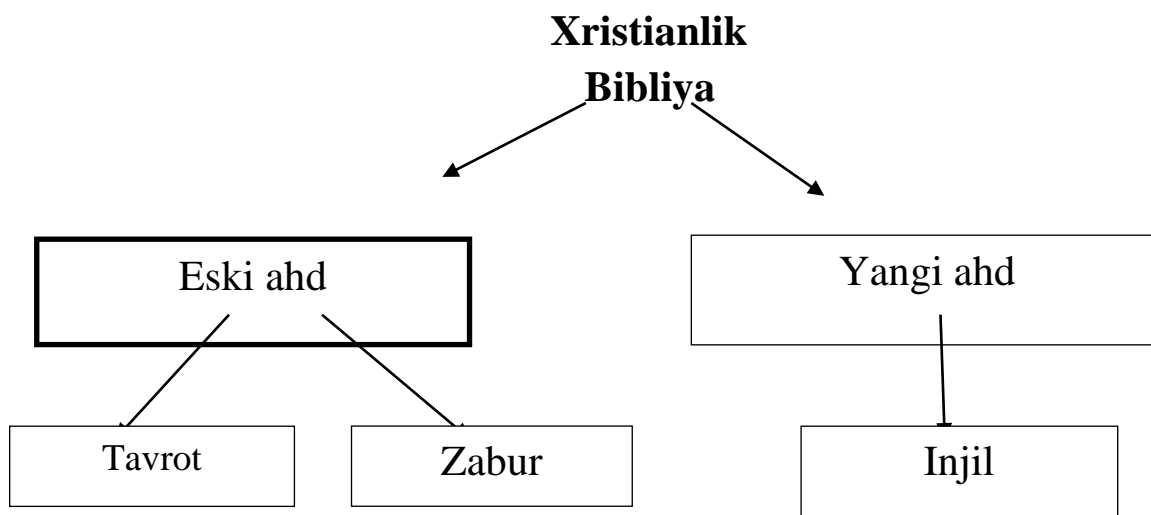 Xristianlik
Bibliya
Eski ahd
Yangi ahd
Tavrot
Zabur
Injil